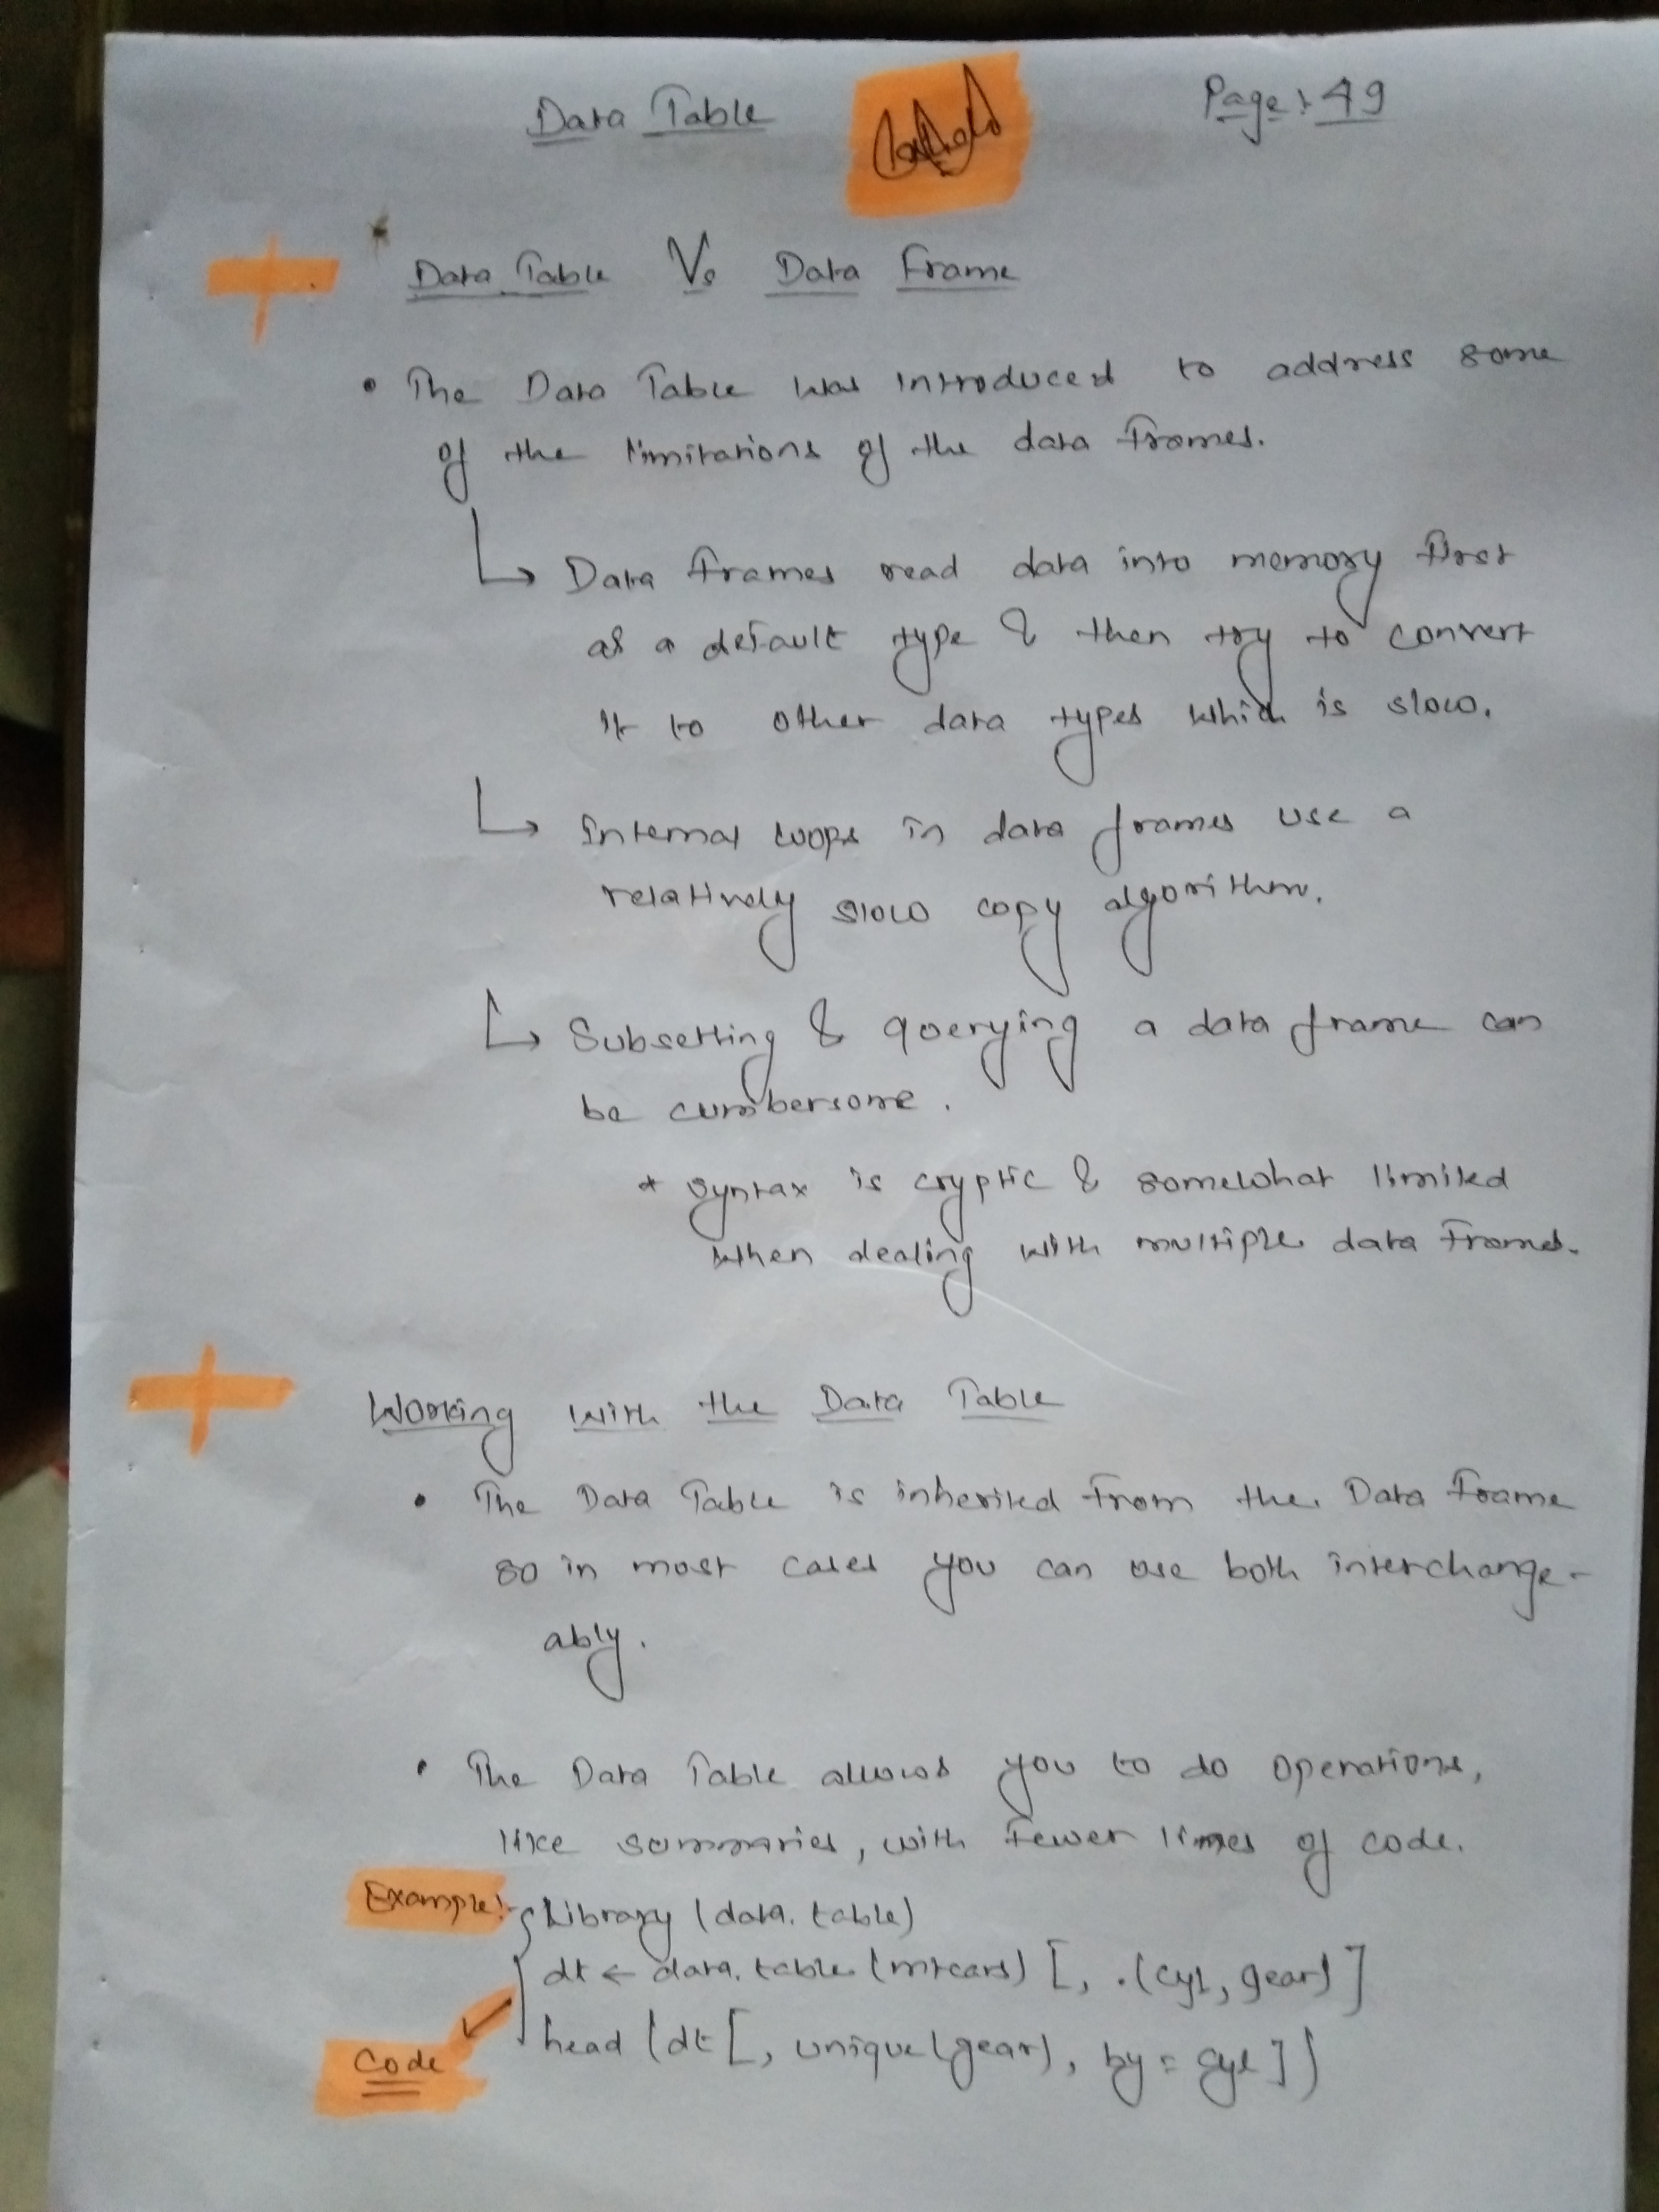 Data Table
Page: 49
Data Table Vs Data Frame
• The Data Table was introduced to address some
of the limitations of the data frames.
↳ Data frames read data into memory first
as a default type & then try to convert
it to other data types which is slow.
↳ Internal loops in data frames use a
relatively slow copy algorithm.
↳ Subsetting & querying a data frame can
be cumbersome.
* Syntax is cryptic & somewhat limited
when dealing with multiple data frames.
Working with the Data Table
• The Data Table is inherited from the Data Frame
so in most cases you can use both interchange-
ably.
• The Data Table allows you to do operations,
like summaries, with fewer lines of code.
Example:- Library (data.table)
dt ← data.table (mtcars) [, .(cyl, gear)]
head (dt [, unique(gear), by = cyl])
Code